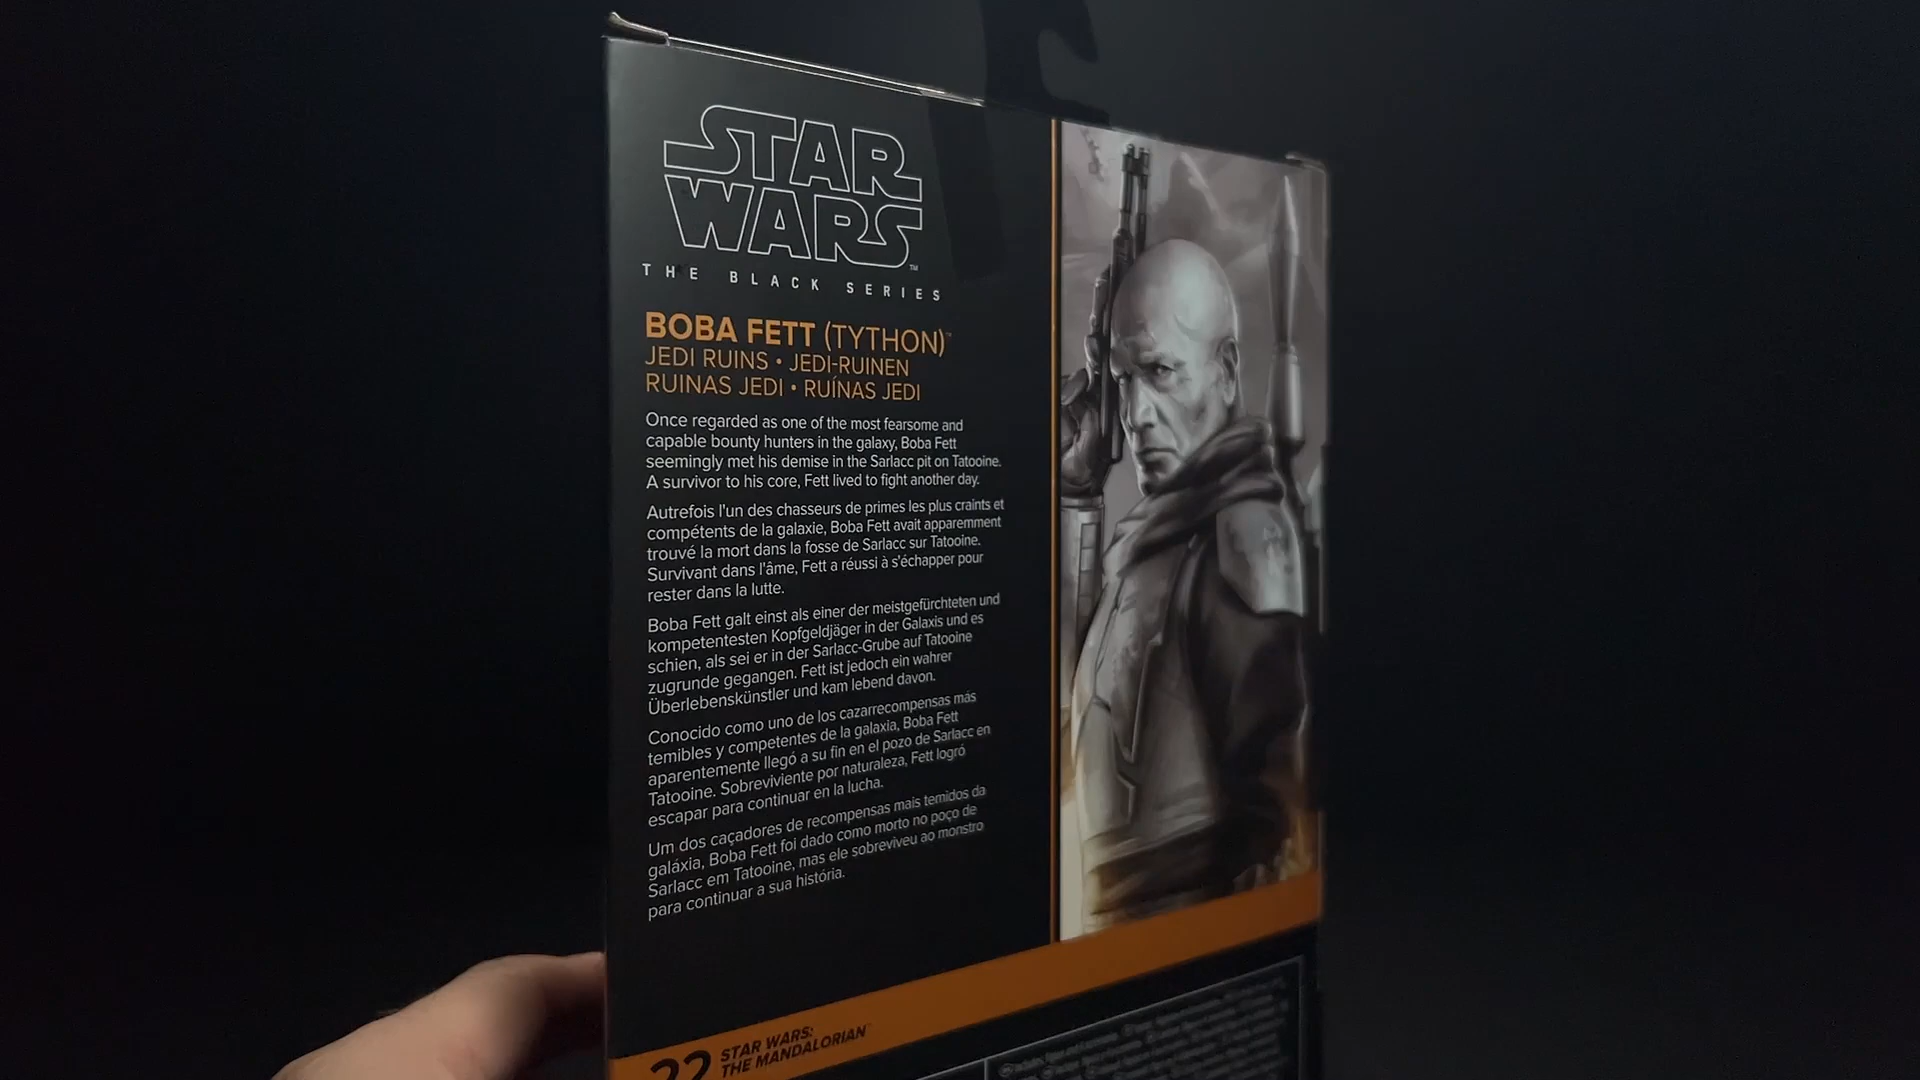 STAR
WARS
THE BLACK SERIES
BOBA FETT (TYTHON)™
JEDI RUINS • JEDI-RUINEN
RUINAS JEDI • RUÍNAS JEDI
Once regarded as one of the most fearsome and
capable bounty hunters in the galaxy, Boba Fett
seemingly met his demise in the Sarlacc pit on Tatooine.
A survivor to his core, Fett lived to fight another day.
Autrefois l'un des chasseurs de primes les plus craints et
compétents de la galaxie, Boba Fett avait apparemment
trouvé la mort dans la fosse de Sarlacc sur Tatooine.
Survivant dans l'âme, Fett a réussi à s'échapper pour
rester dans la lutte.
Boba Fett galt einst als einer der meistgefürchteten und
kompetentesten Kopfgeldjäger in der Galaxis und es
schien, als sei er in der Sarlacc-Grube auf Tatooine
zugrunde gegangen. Fett ist jedoch ein wahrer
Überlebenskünstler und kam lebend davon.
Conocido como uno de los cazarrecompensas más
temibles y competentes de la galaxia, Boba Fett
aparentemente llegó a su fin en el pozo de Sarlacc en
Tatooine. Sobreviviente por naturaleza, Fett logró
escapar para continuar en la lucha.
Um dos caçadores de recompensas mais temidos da
galáxia, Boba Fett foi dado como morto no poço de
Sarlacc em Tatooine, mas ele sobreviveu ao monstro
para continuar a sua história.
22 STAR WARS:
THE MANDALORIAN™